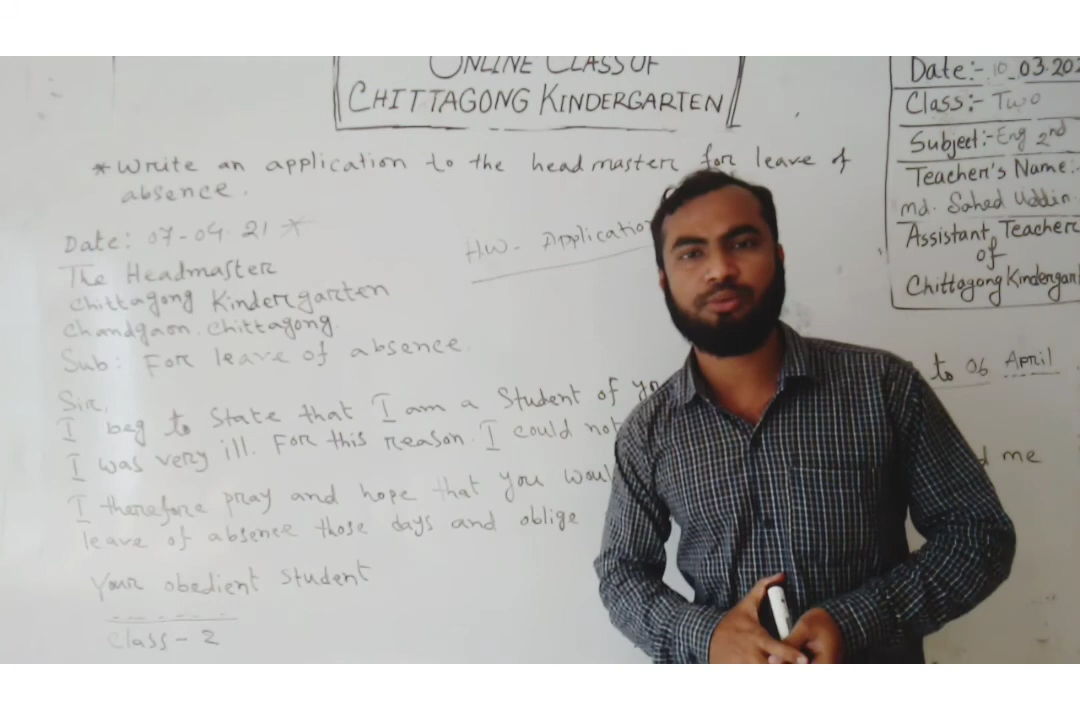 ONLINE CLASS OF
CHITTAGONG KINDERGARTEN
* Write an application to the headmaster for leave of
absence.
Date: 07-04.21 *
The Headmaster
Chittagong Kindergarten
Chandgaon. Chittagong.
Sub: For leave of absence.
Sir,
I beg to state that I am a Student of to 06 April
I was very ill. For this reason. I could not
I therefore pray and hope that you me
leave of absence those days and oblige
Your obedient Student
Class - 2
HW- Application
Date:- 10-03.202
Class:- Two
Subject:- Eng 2nd
Teacher's Name:-
md. Sahed Uddin
Assistant Teacher
of
Chittagong Kindergart